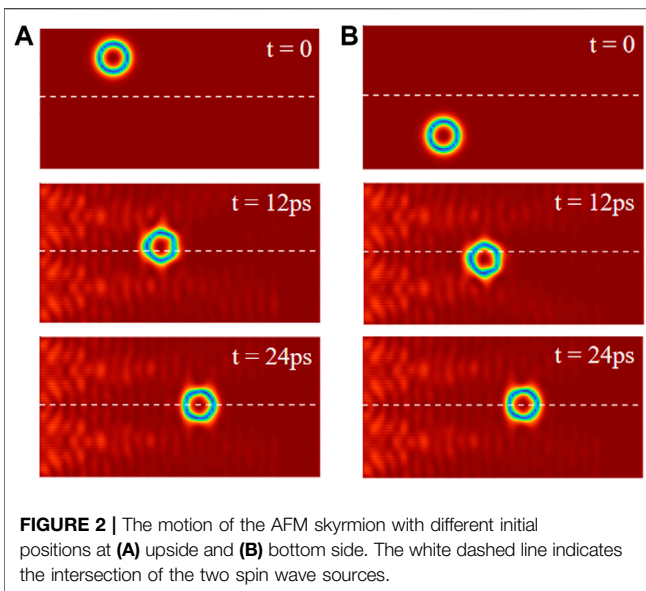 A
t = 0
t = 12ps
t = 24ps
B
t = 0
t = 12ps
t = 24ps
FIGURE 2 | The motion of the AFM skyrmion with different initial
positions at (A) upside and (B) bottom side. The white dashed line indicates
the intersection of the two spin wave sources.